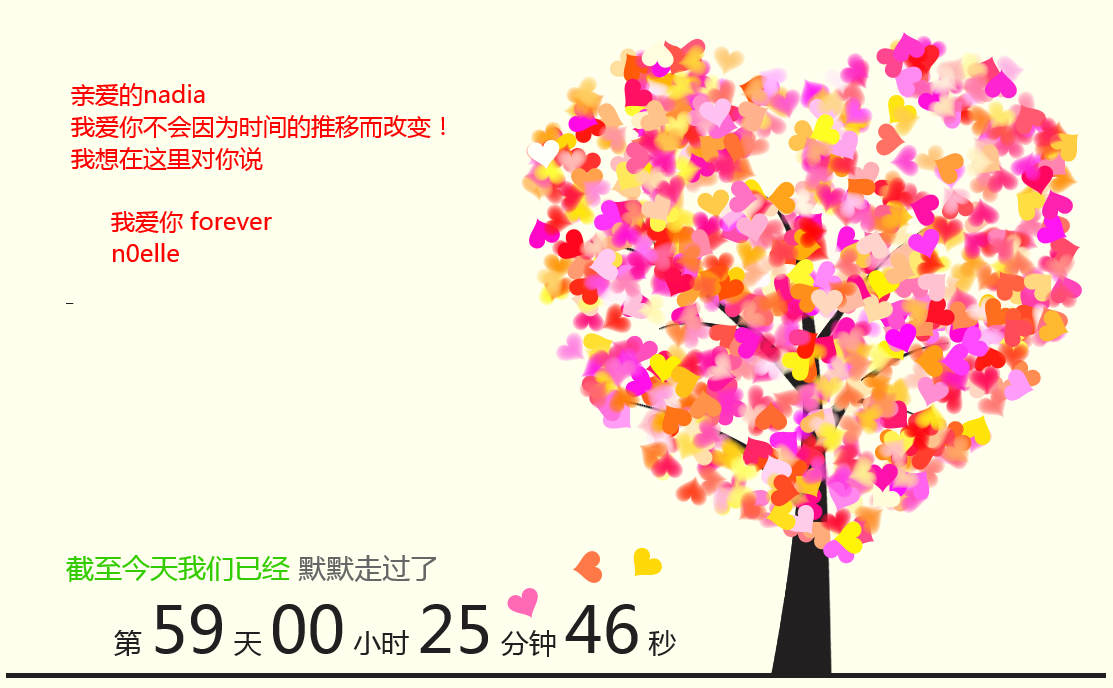 亲爱的nadia
我爱你不会因为时间的推移而改变！
我想在这里对你说
我爱你 forever
n0elle
_
截至今天我们已经 默默走过了
第 59 天 00 小时 25 分钟 46 秒